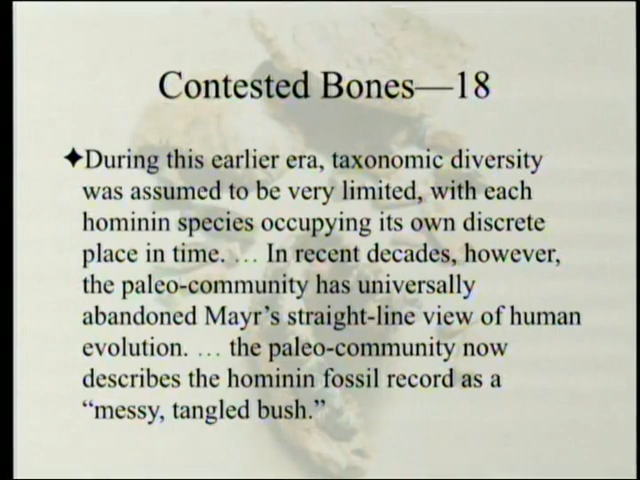 Contested Bones—18
✦During this earlier era, taxonomic diversity
was assumed to be very limited, with each
hominin species occupying its own discrete
place in time. … In recent decades, however,
the paleo-community has universally
abandoned Mayr’s straight-line view of human
evolution. … the paleo-community now
describes the hominin fossil record as a
“messy, tangled bush.”